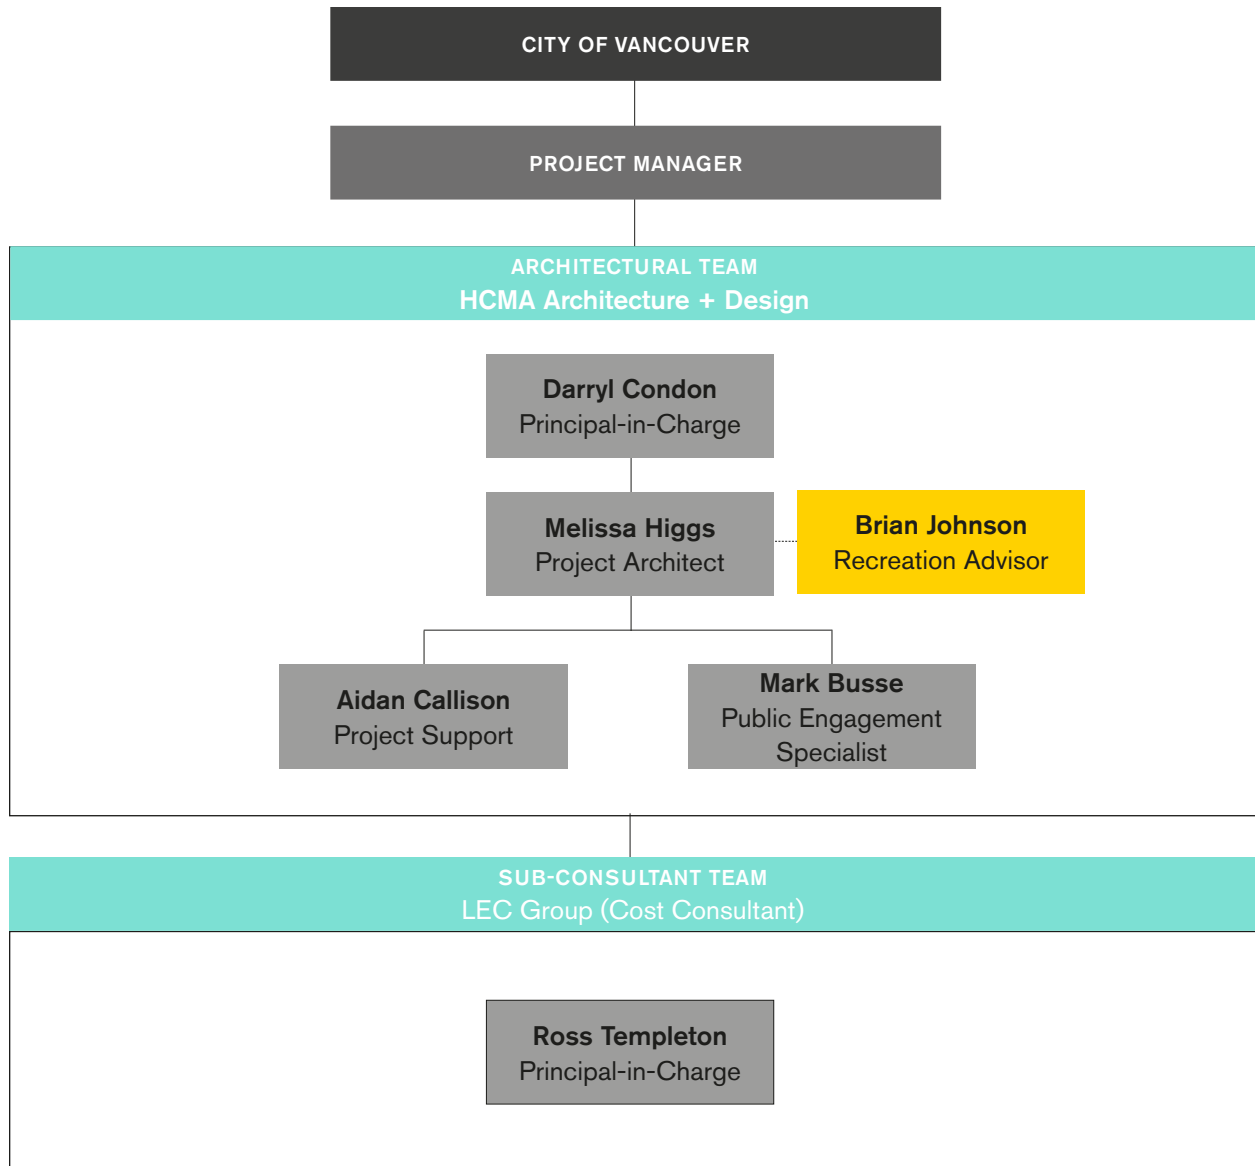 CITY OF VANCOUVER
PROJECT MANAGER
ARCHITECTURAL TEAM
HCMA Architecture + Design
Darryl Condon
Principal-in-Charge
Melissa Higgs
Project Architect
Brian Johnson
Recreation Advisor
Aidan Callison
Project Support
Mark Busse
Public Engagement
Specialist
SUB-CONSULTANT TEAM
LEC Group (Cost Consultant)
Ross Templeton
Principal-in-Charge